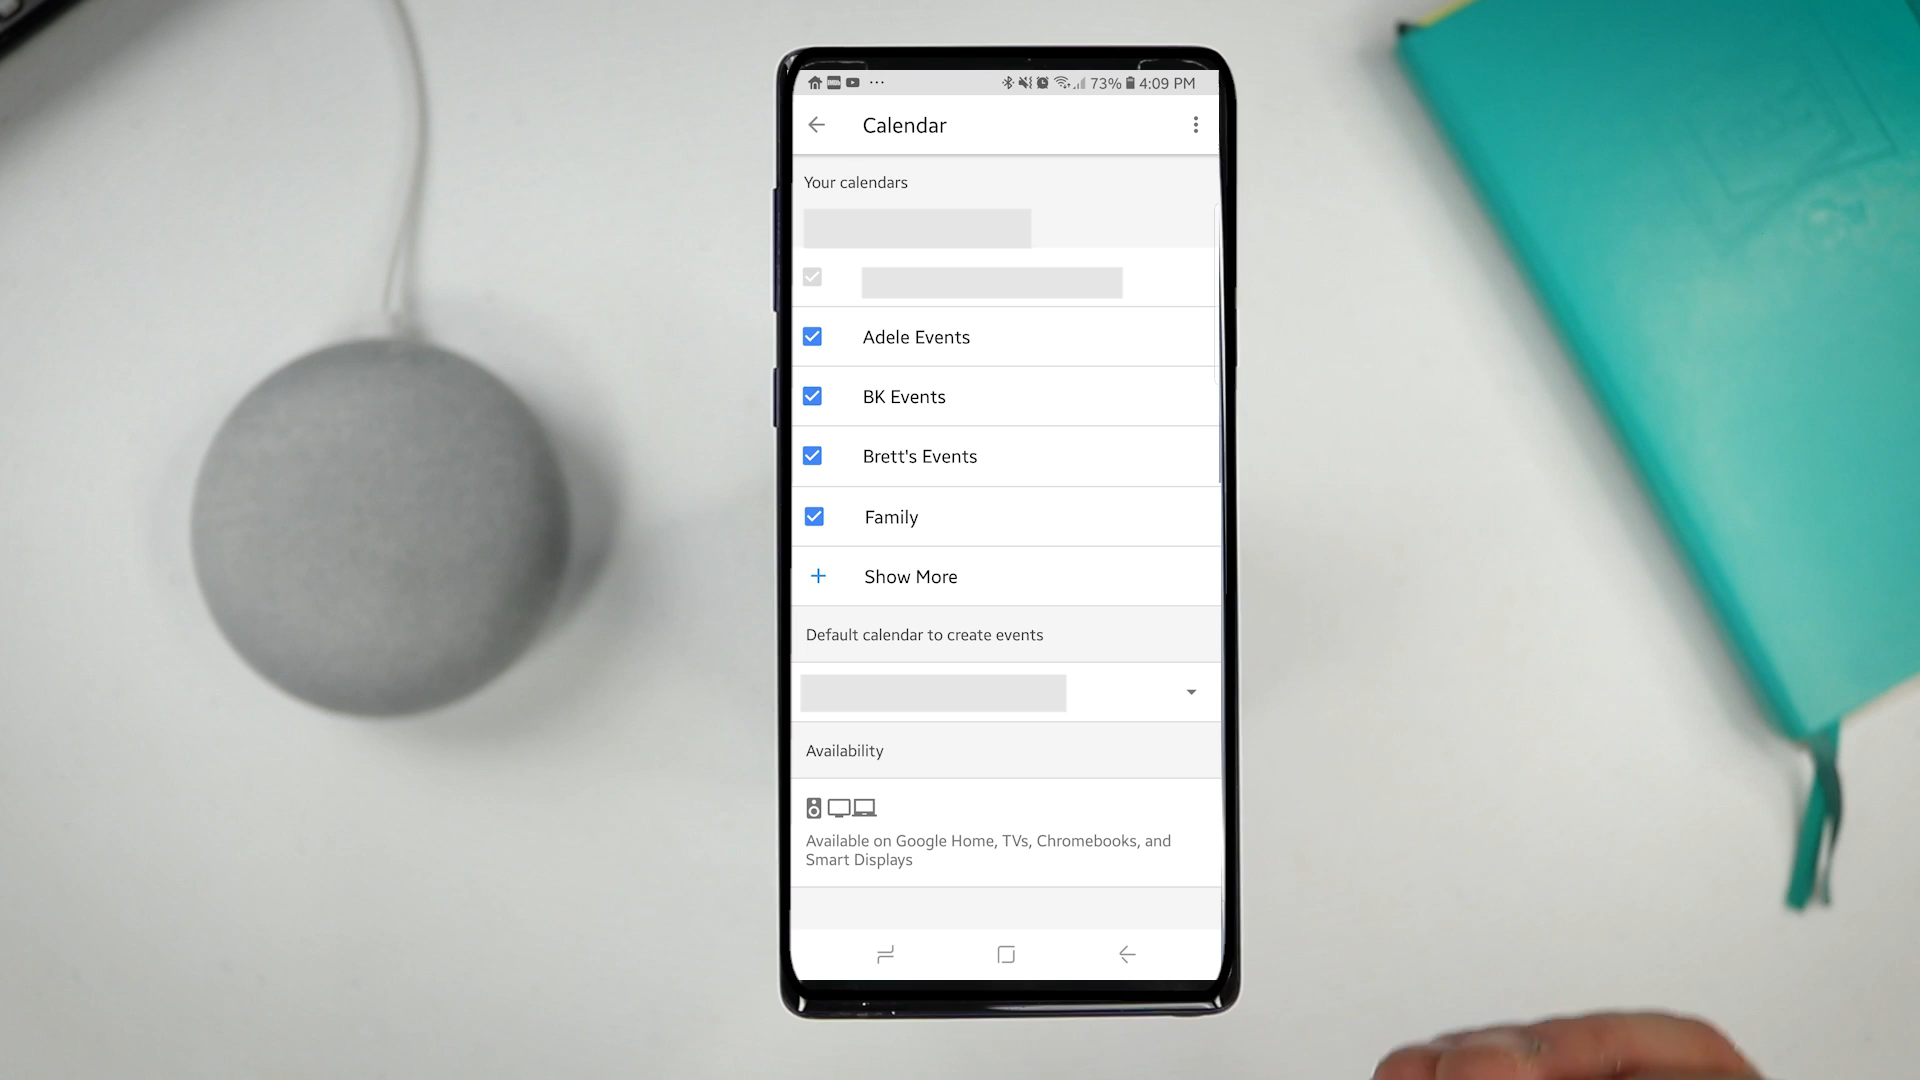 73% 4:09 PM
Calendar
Your calendars
Adele Events
BK Events
Brett's Events
Family
Show More
Default calendar to create events
Availability
Available on Google Home, TVs, Chromebooks, and
Smart Displays